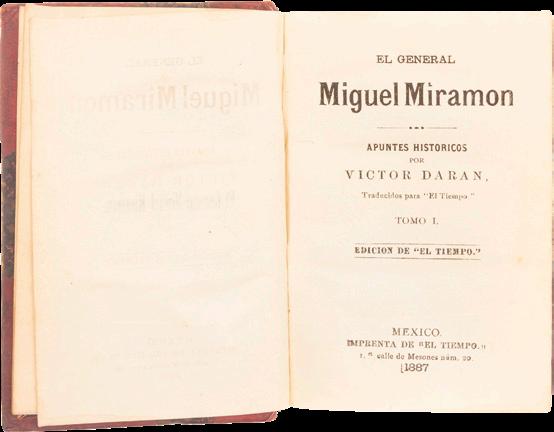 EL GENERAL
Miguel Miramon
APUNTES HISTORICOS
POR
VICTOR DARAN,
Traducidos para "El Tiempo"
TOMO I.
EDICION DE "EL TIEMPO."
MEXICO.
IMPRENTA DE "EL TIEMPO."
1.ª calle de Mesones núm. 20.
1887